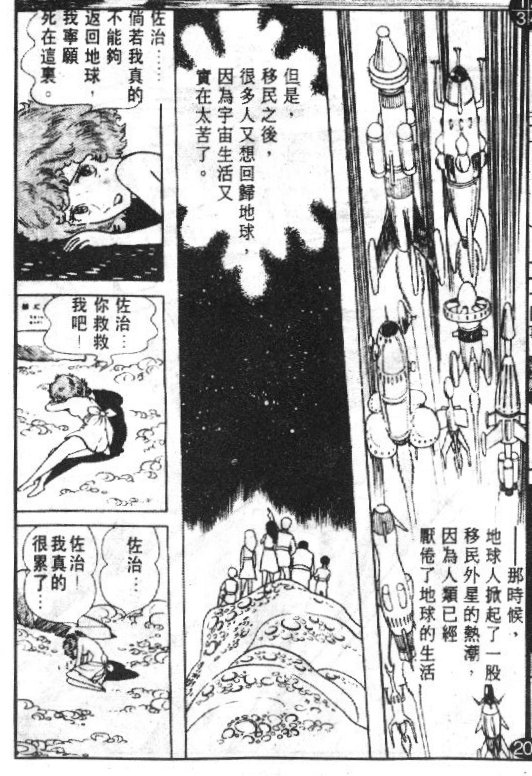 ——那時候，
地球人掀起了一股
移民外星的熱潮，
因為人類已經
厭倦了地球的生活
但是，
移民之後，
很多人又想回歸地球，
因為宇宙生活又
實在太苦了。
佐治……
倘若我真的
不能夠
返回地球，
我寧願
死在這裏。
佐治…
你救救
我吧！
佐治…
佐治！
我真的
很累了…
20